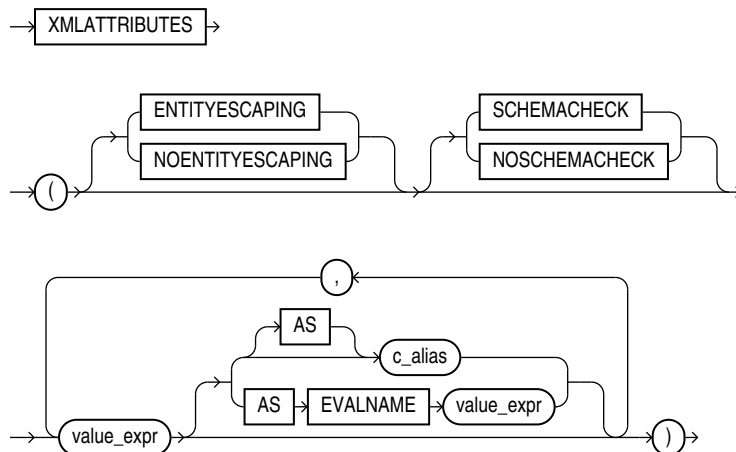 XMLATTRIBUTES
ENTITYESCAPING SCHEMACHECK
NOENTITYESCAPING NOSCHEMACHECK
(
,
AS
c_alias
AS EVALNAME value_expr
value_expr )